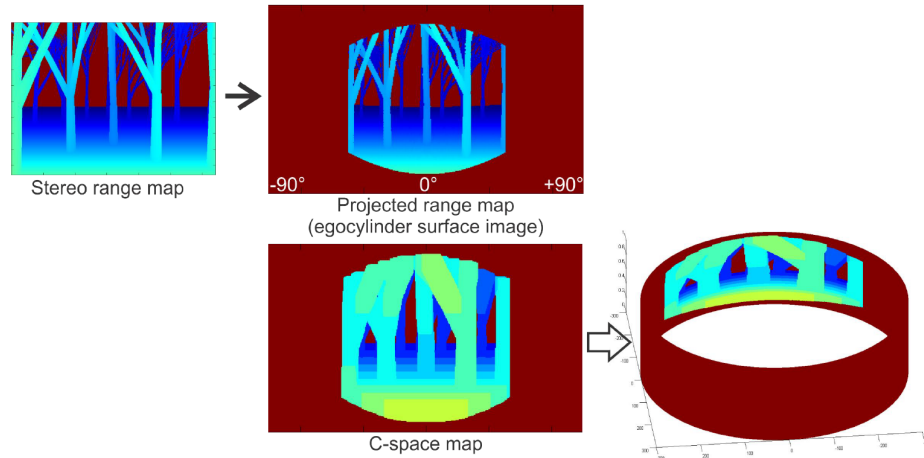 Stereo range map
-90°
0°
+90°
Projected range map
(egocylinder surface image)
C-space map